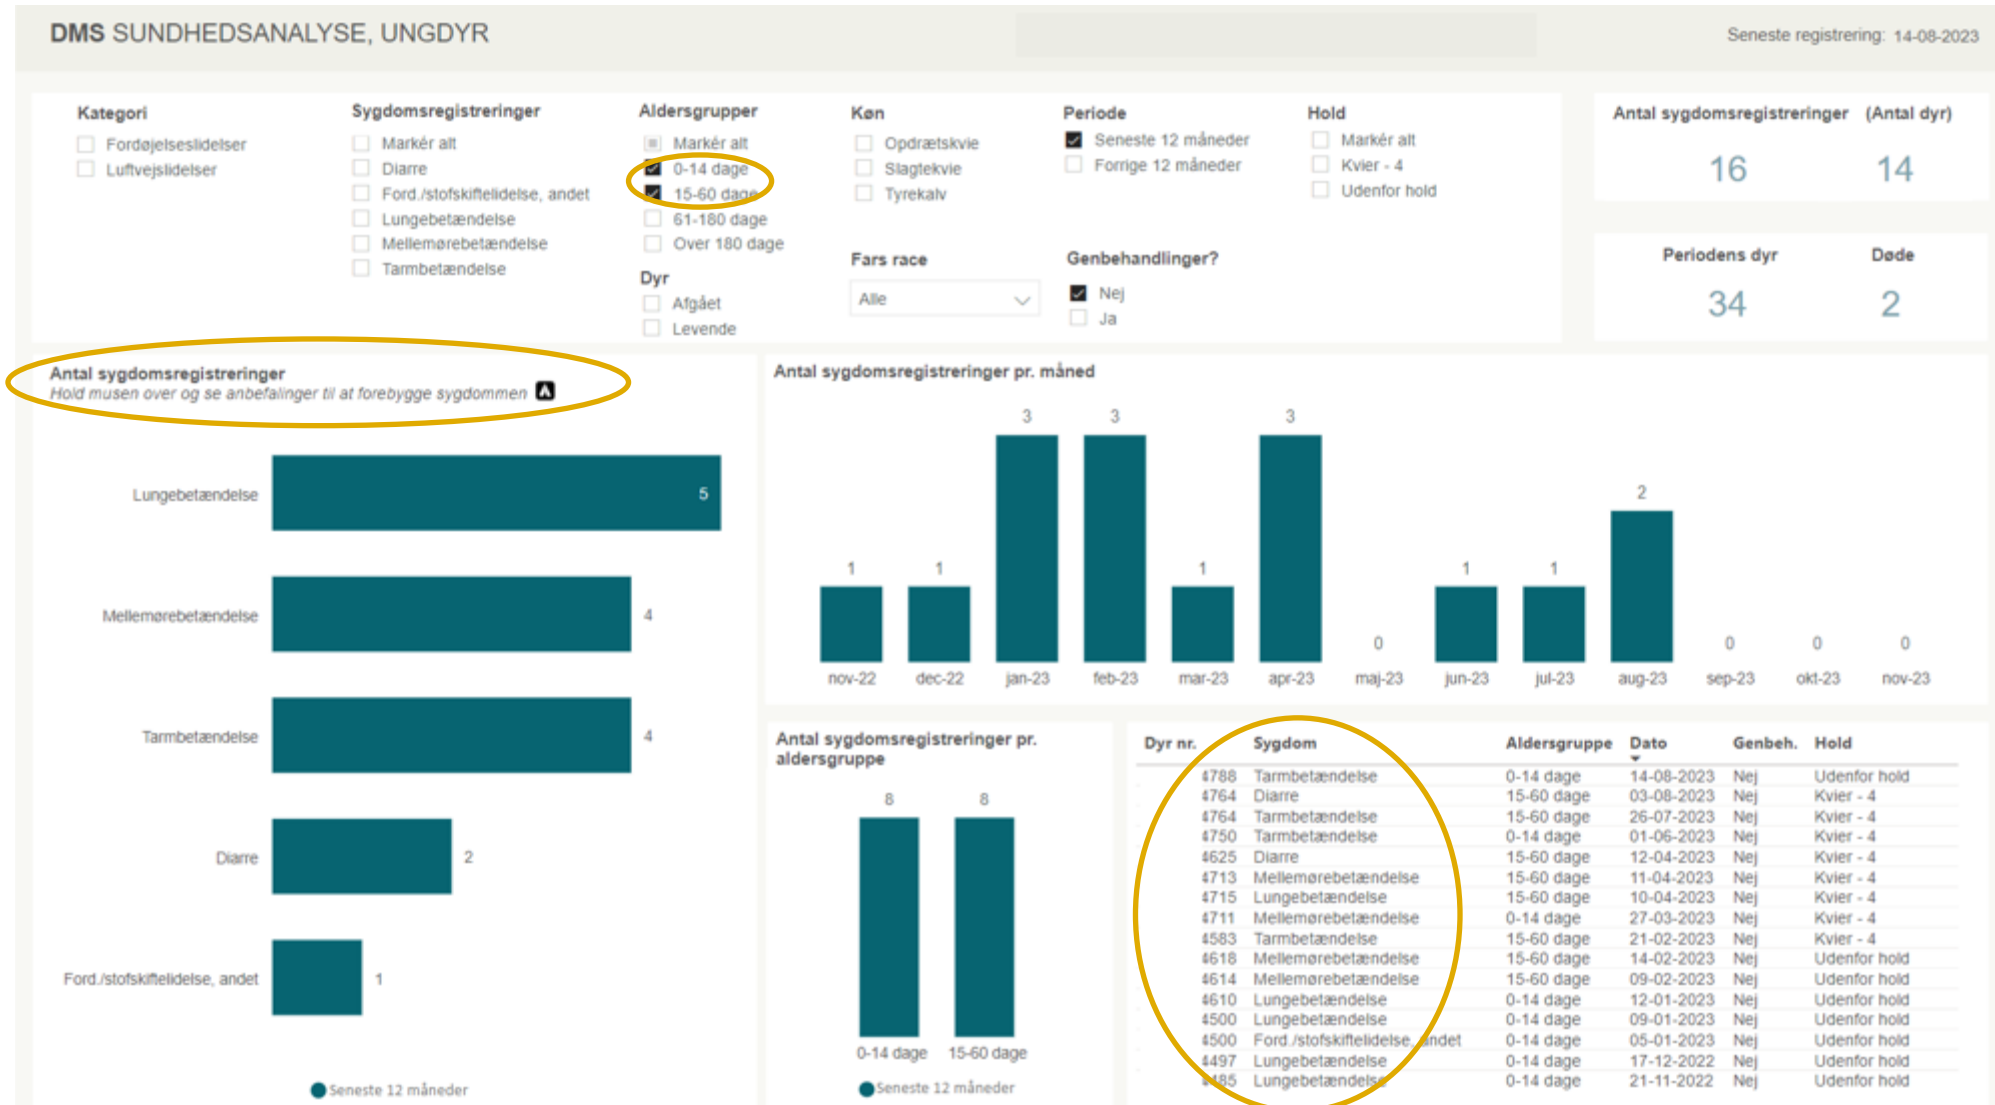 DMS SUNDHEDSANALYSE, UNGDYR
Seneste registrering: 14-08-2023
Kategori
Fordøjelseslidelser
Luftvejslidelser
Sygdomsregistreringer
Markér alt
Diarre
Ford./stofskiftelidelse, andet
Lungebetændelse
Mellemørebetændelse
Tarmbetændelse
Aldersgrupper
Markér alt
0-14 dage
15-60 dage
61-180 dage
Over 180 dage
Dyr
Afgået
Levende
Køn
Opdrætskvie
Slagtekvie
Tyrekalv
Fars race
Alle
Periode
Seneste 12 måneder
Forrige 12 måneder
Genbehandlinger?
Nej
Ja
Hold
Markér alt
Kvier - 4
Udenfor hold
Antal sygdomsregistreringer (Antal dyr)
16 14
Periodens dyr Døde
34 2
Antal sygdomsregistreringer
Hold musen over og se anbefalinger til at forebygge sygdommen
Lungebetændelse 5
Mellemørebetændelse 4
Tarmbetændelse 4
Diarre 2
Ford./stofskiftelidelse, andet 1
Seneste 12 måneder
Antal sygdomsregistreringer pr. måned
1 1 3 3 1 3 0 1 1 2 0 0 0
nov-22 dec-22 jan-23 feb-23 mar-23 apr-23 maj-23 jun-23 jul-23 aug-23 sep-23 okt-23 nov-23
Antal sygdomsregistreringer pr.
aldersgruppe
8 8
0-14 dage 15-60 dage
Seneste 12 måneder
Dyr nr. Sygdom Aldersgruppe Dato Genbeh. Hold
4788 Tarmbetændelse 0-14 dage 14-08-2023 Nej Udenfor hold
4764 Diarre 15-60 dage 03-08-2023 Nej Kvier - 4
4764 Tarmbetændelse 15-60 dage 26-07-2023 Nej Kvier - 4
4750 Tarmbetændelse 0-14 dage 01-06-2023 Nej Kvier - 4
4625 Diarre 15-60 dage 12-04-2023 Nej Kvier - 4
4713 Mellemørebetændelse 15-60 dage 11-04-2023 Nej Kvier - 4
4715 Lungebetændelse 15-60 dage 10-04-2023 Nej Kvier - 4
4711 Mellemørebetændelse 0-14 dage 27-03-2023 Nej Kvier - 4
4583 Tarmbetændelse 15-60 dage 21-02-2023 Nej Kvier - 4
4618 Mellemørebetændelse 15-60 dage 14-02-2023 Nej Udenfor hold
4614 Mellemørebetændelse 15-60 dage 09-02-2023 Nej Udenfor hold
4610 Lungebetændelse 0-14 dage 12-01-2023 Nej Udenfor hold
4500 Lungebetændelse 0-14 dage 09-01-2023 Nej Udenfor hold
4500 Ford./stofskiftelidelse, andet 0-14 dage 05-01-2023 Nej Udenfor hold
4497 Lungebetændelse 0-14 dage 17-12-2022 Nej Udenfor hold
4485 Lungebetændelse 0-14 dage 21-11-2022 Nej Udenfor hold